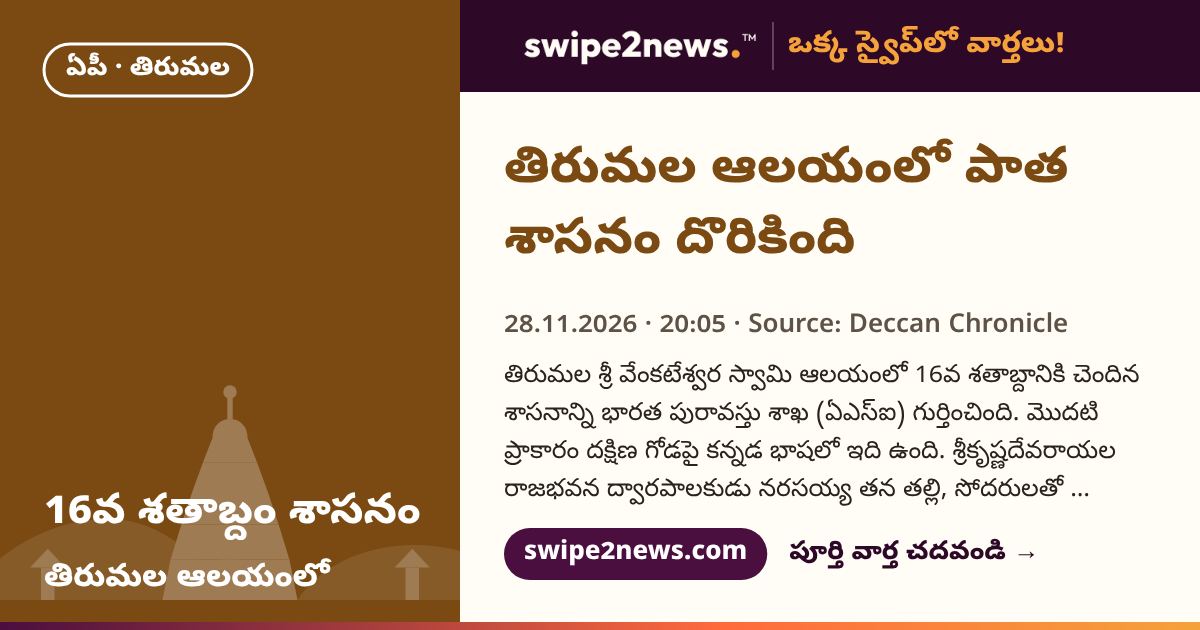 ఏపీ · తిరుమల
16వ శతాబ్దం శాసనం
తిరుమల ఆలయంలో
swipe2news.™
ఒక్క స్వైప్‌లో వార్తలు!
తిరుమల ఆలయంలో పాత
శాసనం దొరికింది
28.11.2026 · 20:05 · Source: Deccan Chronicle
తిరుమల శ్రీ వేంకటేశ్వర స్వామి ఆలయంలో 16వ శతాబ్దానికి చెందిన
శాసనాన్ని భారత పురావస్తు శాఖ (ఏఎస్ఐ) గుర్తించింది. మొదటి
ప్రాకారం దక్షిణ గోడపై కన్నడ భాషలో ఇది ఉంది. శ్రీకృష్ణదేవరాయల
రాజభవన ద్వారపాలకుడు నరసయ్య తన తల్లి, సోదరులతో ...
swipe2news.com
పూర్తి వార్త చదవండి →